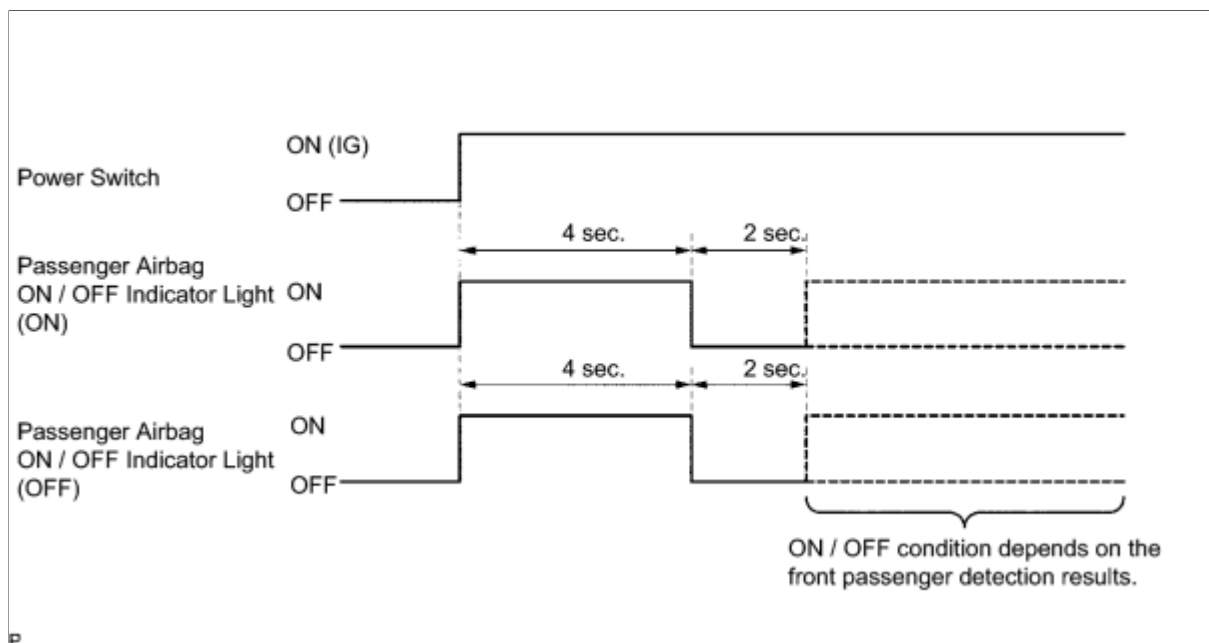 ON (IG)
Power Switch
OFF
4 sec. 2 sec.
Passenger Airbag
ON / OFF Indicator Light ON
(ON)
OFF
4 sec. 2 sec.
Passenger Airbag ON
ON / OFF Indicator Light
(OFF) OFF
ON / OFF condition depends on the
front passenger detection results.
P